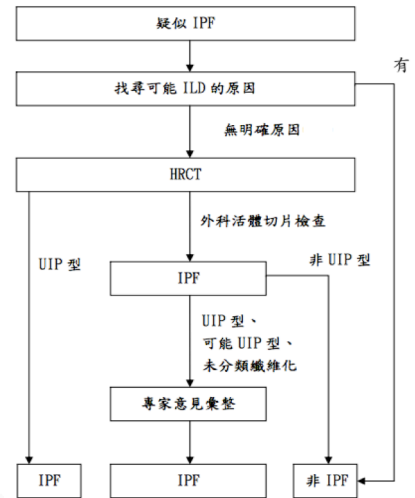 疑似 IPF
找尋可能 ILD 的原因
有
無明確原因
HRCT
外科活體切片檢查
UIP 型
非 UIP 型
IPF
UIP 型、
可能 UIP 型、
未分類纖維化
專家意見彙整
IPF
IPF
非 IPF